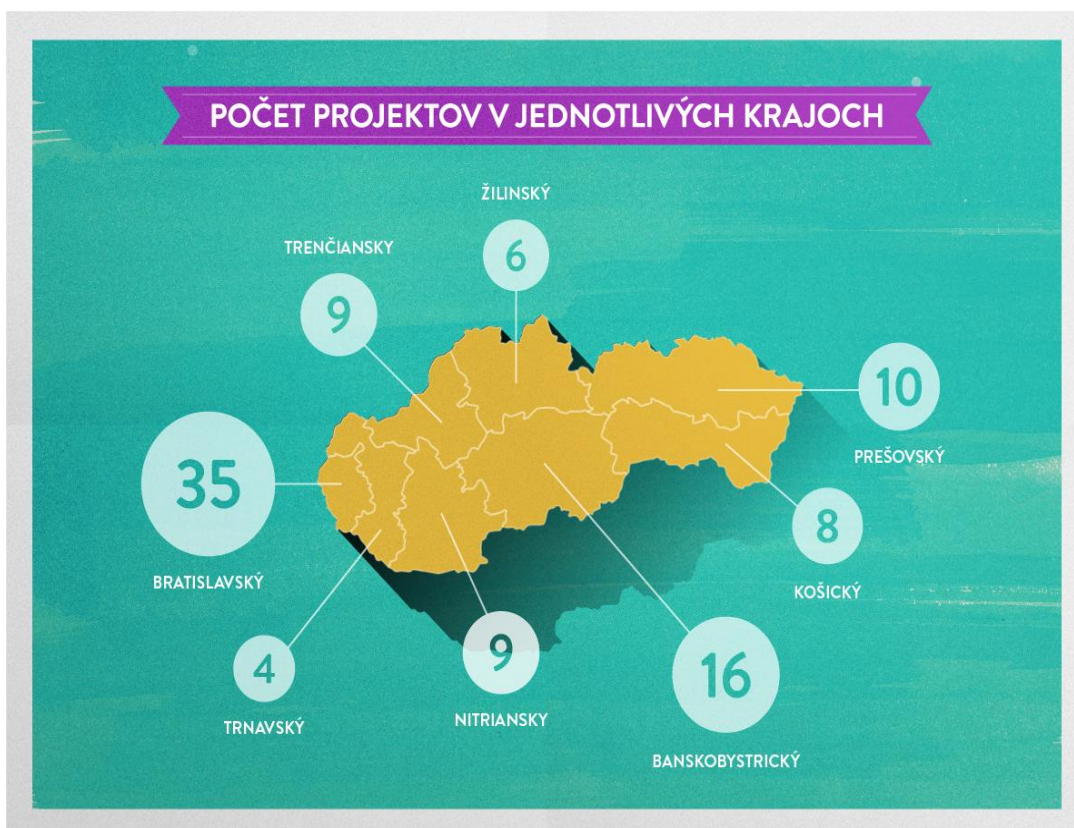 POČET PROJEKTOV V JEDNOTLIVÝCH KRAJOCH
ŽILINSKÝ
6
TRENČIANSKY
9
10
PREŠOVSKÝ
35
BRATISLAVSKÝ
8
KOŠICKÝ
4
TRNAVSKÝ
9
NITRIANSKY
16
BANSKOBYSTRICKÝ